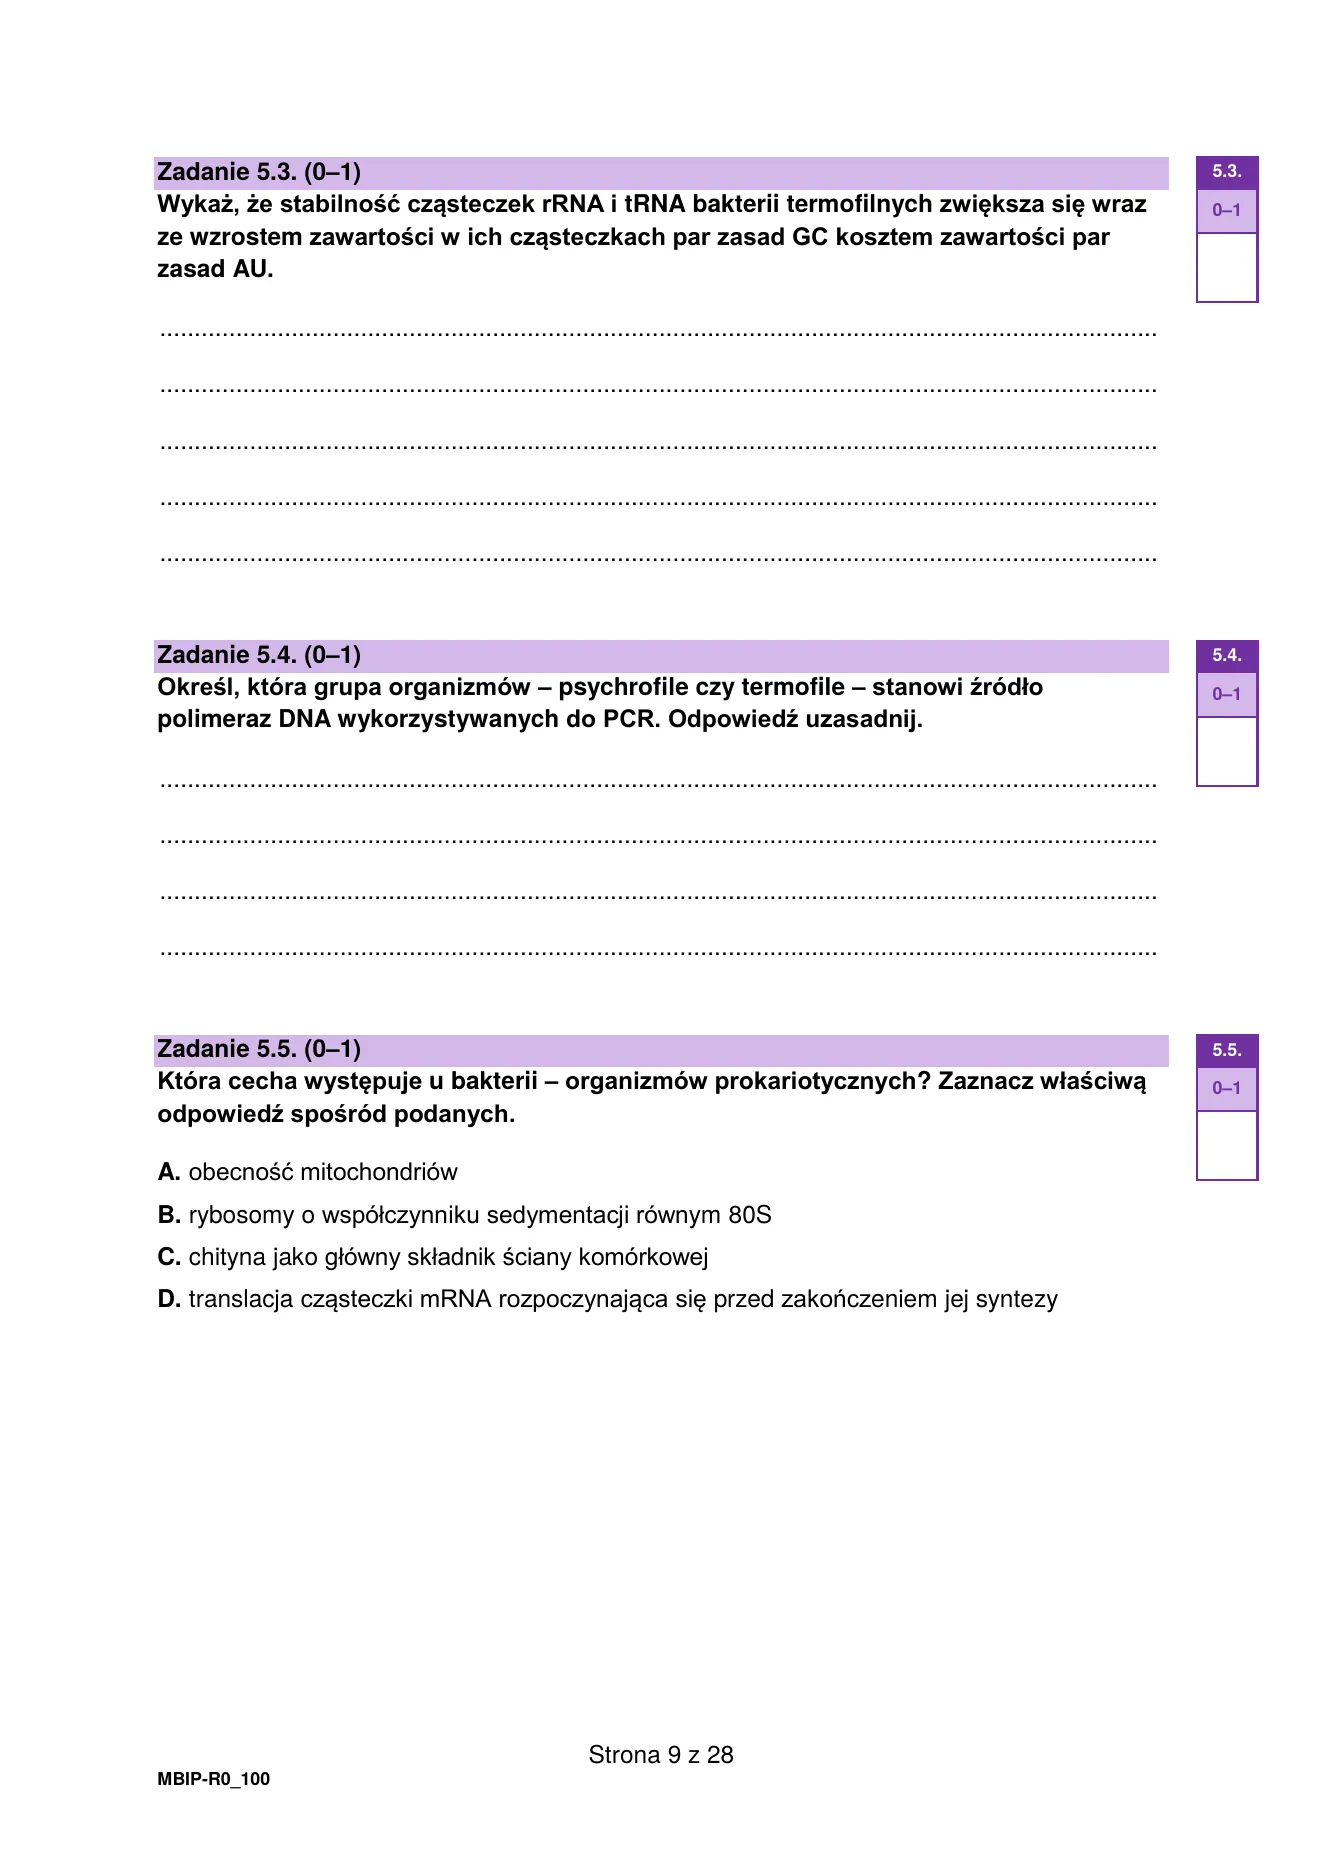 Zadanie 5.3. (0–1)
5.3.
0–1
Wykaż, że stabilność cząsteczek rRNA i tRNA bakterii termofilnych zwiększa się wraz
ze wzrostem zawartości w ich cząsteczkach par zasad GC kosztem zawartości par
zasad AU.
Zadanie 5.4. (0–1)
5.4.
0–1
Określ, która grupa organizmów – psychrofile czy termofile – stanowi źródło
polimeraz DNA wykorzystywanych do PCR. Odpowiedź uzasadnij.
Zadanie 5.5. (0–1)
5.5.
0–1
Która cecha występuje u bakterii – organizmów prokariotycznych? Zaznacz właściwą
odpowiedź spośród podanych.
A. obecność mitochondriów
B. rybosomy o współczynniku sedymentacji równym 80S
C. chityna jako główny składnik ściany komórkowej
D. translacja cząsteczki mRNA rozpoczynająca się przed zakończeniem jej syntezy
Strona 9 z 28
MBIP-R0_100